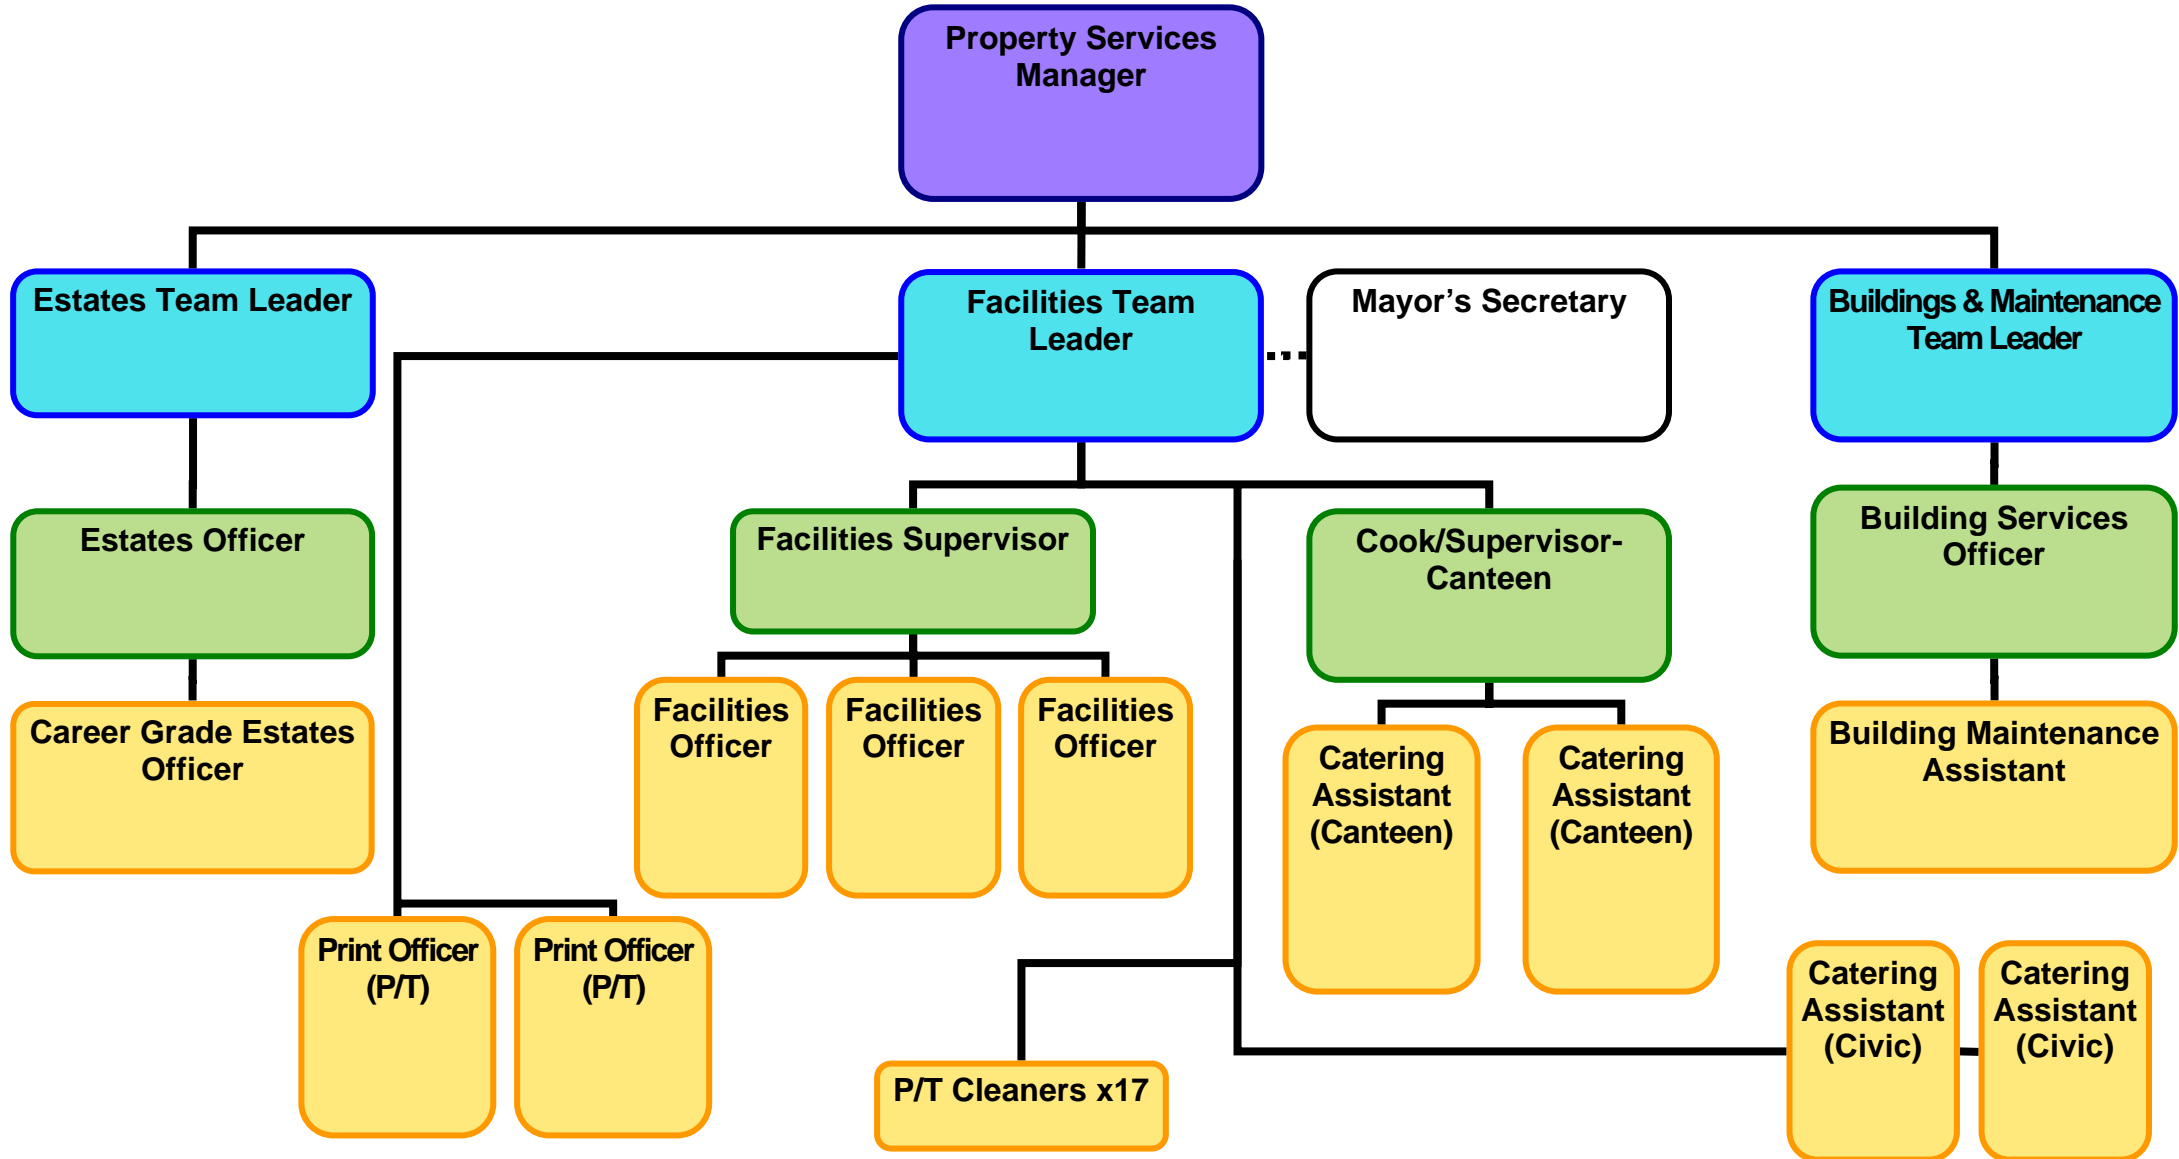 Property Services
Manager
Estates Team Leader
Facilities Team
Leader
Mayor’s Secretary
Buildings & Maintenance
Team Leader
Estates Officer
Facilities Supervisor
Cook/Supervisor-
Canteen
Building Services
Officer
Career Grade Estates
Officer
Facilities
Officer
Facilities
Officer
Facilities
Officer
Catering
Assistant
(Canteen)
Catering
Assistant
(Canteen)
Building Maintenance
Assistant
Print Officer
(P/T)
Print Officer
(P/T)
P/T Cleaners x17
Catering
Assistant
(Civic)
Catering
Assistant
(Civic)